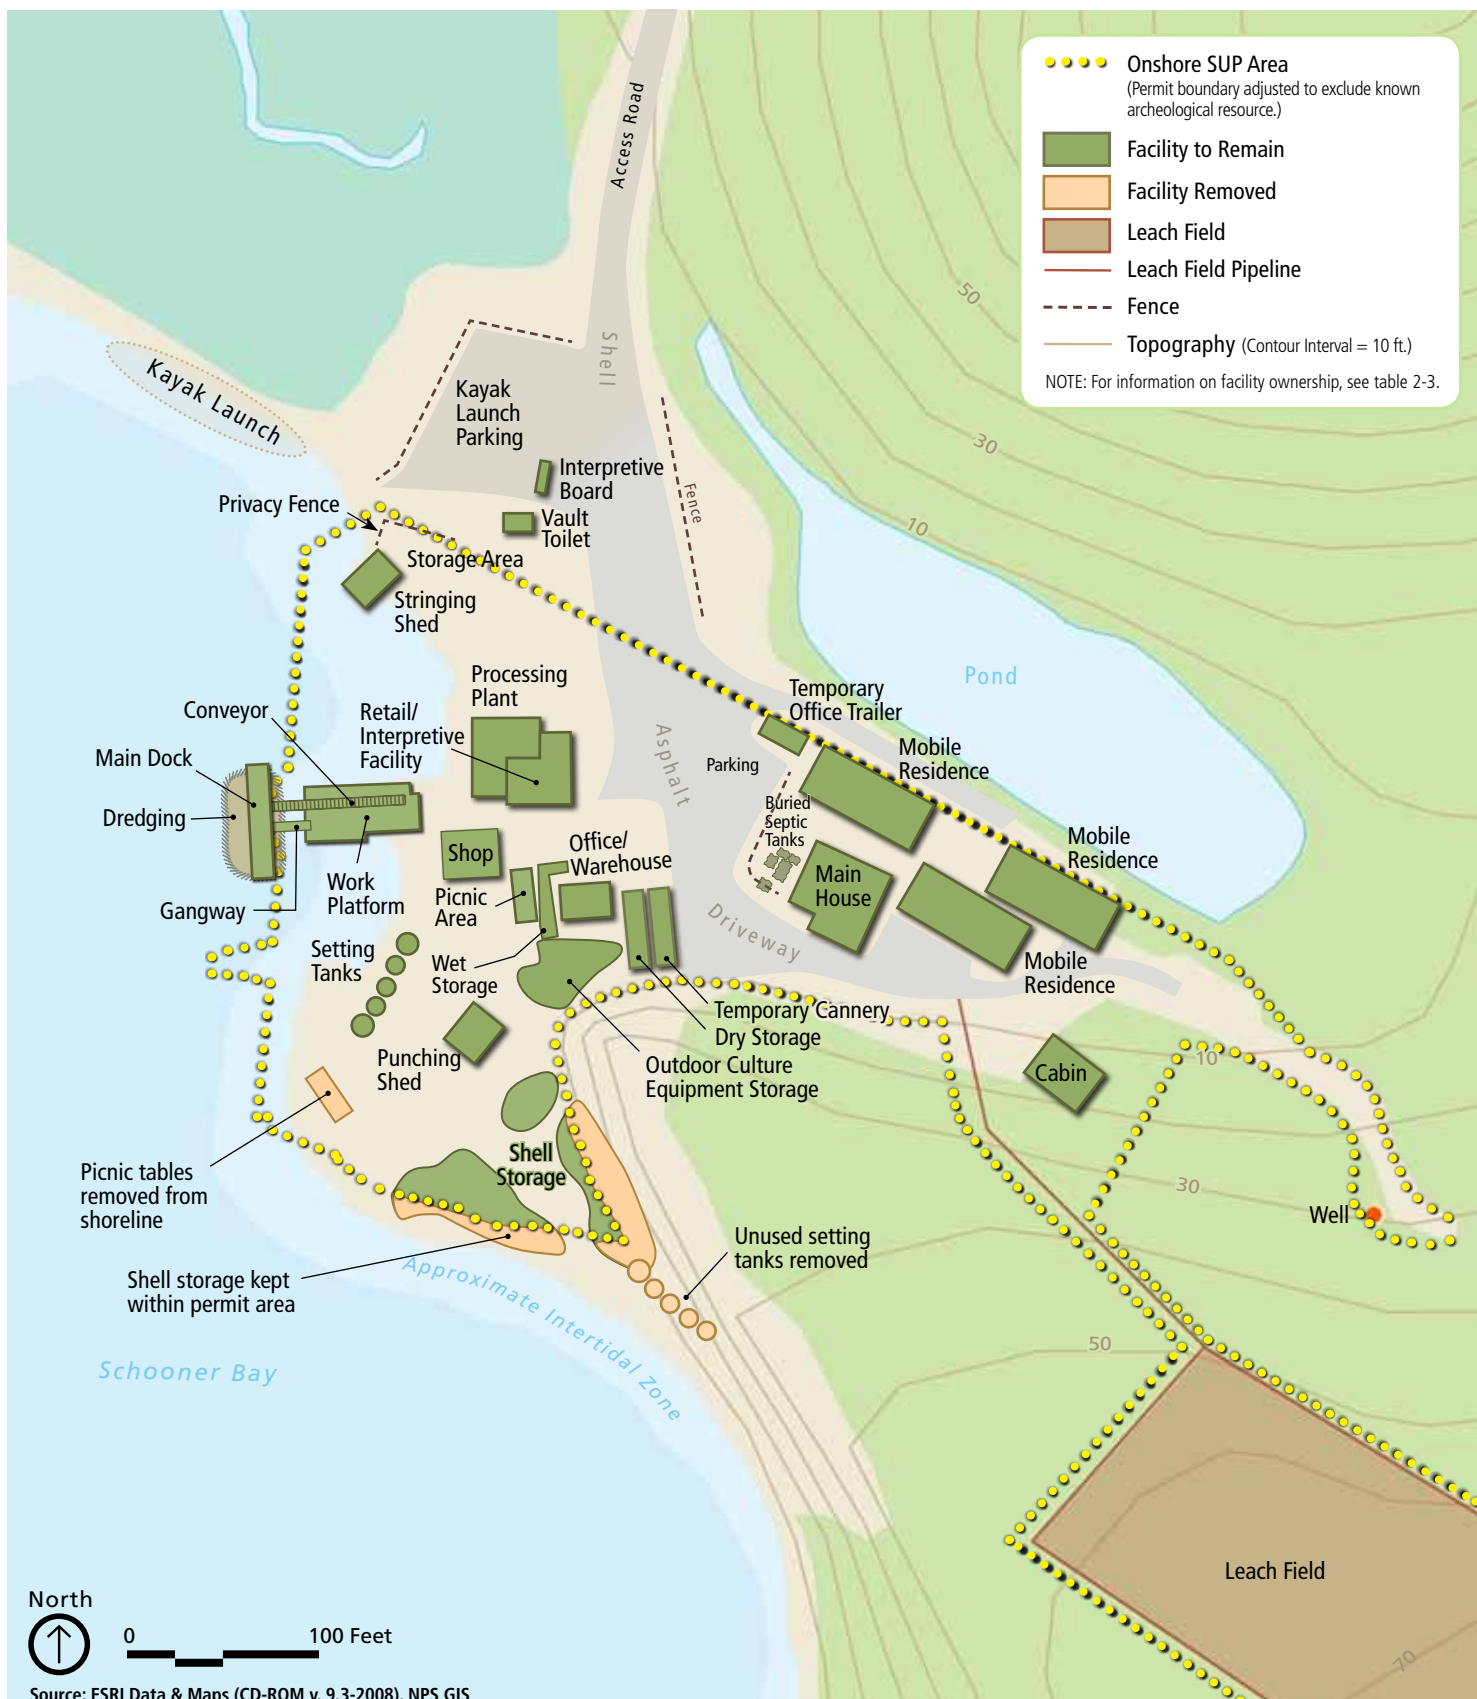 Onshore SUP Area
(Permit boundary adjusted to exclude known
archeological resource.)
Facility to Remain
Facility Removed
Leach Field
Leach Field Pipeline
Fence
Topography (Contour Interval = 10 ft.)
NOTE: For information on facility ownership, see table 2-3.
Access Road
Shell
50
30
10
Kayak Launch
Kayak
Launch
Parking
Interpretive
Board
Fence
Privacy Fence
Vault
Toilet
Storage Area
Stringing
Shed
Pond
Processing
Plant
Temporary
Office Trailer
Conveyor
Retail/
Interpretive
Facility
Asphalt
Mobile
Residence
Main Dock
Parking
Dredging
Buried
Septic
Tanks
Mobile
Residence
Shop
Office/
Warehouse
Main
House
Work
Platform
Picnic
Area
Gangway
Driveway
Setting
Tanks
Wet
Storage
Mobile
Residence
Temporary Cannery
Dry Storage
Punching
Shed
Outdoor Culture
Equipment Storage
Cabin
10
Shell
Storage
Picnic tables
removed from
shoreline
30
Well
Unused setting
tanks removed
Shell storage kept
within permit area
Approximate Intertidal Zone
50
Schooner Bay
Leach Field
North
0 100 Feet
70
Source: ESRI Data & Maps (CD-ROM v. 9.3-2008), NPS GIS